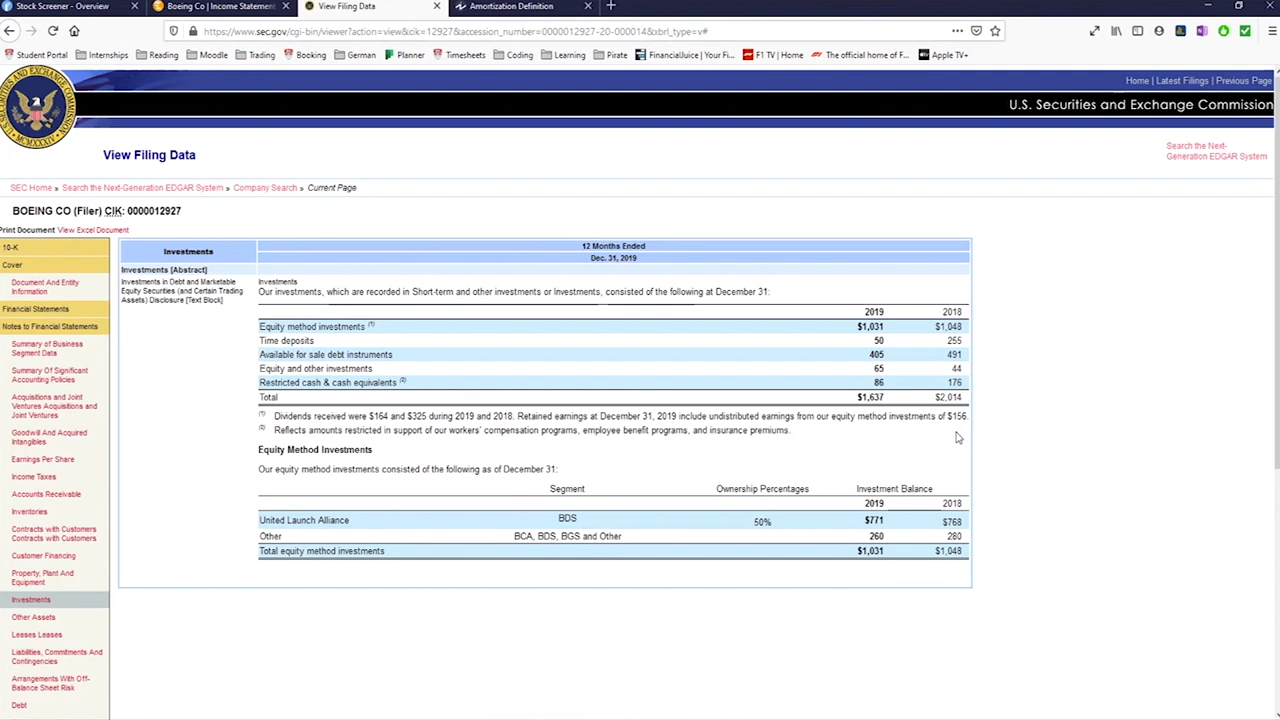 Stock Screener - Overview
Boeing Co | Income Statement
View Filing Data
Amortization Definition
https://www.sec.gov/cgi-bin/viewer?action=view&cik=12927&accession_number=0000012927-20-000014&xbrl_type=v#
Student Portal Internships Reading Moodle Trading Booking German Planner Timesheets Coding Learning Pirate FinancialJuice | Your Fi... F1 TV | Home The official home of F... Apple TV+
Home | Latest Filings | Previous Page
U.S. Securities and Exchange Commission
View Filing Data
Search the Next-
Generation EDGAR System
SEC Home » Search the Next-Generation EDGAR System » Company Search » Current Page
BOEING CO (Filer) CIK: 0000012927
Print Document View Excel Document
10-K
Cover
Document And Entity
Information
Financial Statements
Notes to Financial Statements
Summary of Business
Segment Data
Summary Of Significant
Accounting Policies
Acquisitions and Joint
Ventures Acquisitions and
Joint Ventures
Goodwill And Acquired
Intangibles
Earnings Per Share
Income Taxes
Accounts Receivable
Inventories
Contracts with Customers
Contracts with Customers
Customer Financing
Property, Plant And
Equipment
Investments
Other Assets
Leases Leases
Liabilities, Commitments And
Contingencies
Arrangements With Off-
Balance Sheet Risk
Debt
Investments
12 Months Ended
Dec. 31, 2019
Investments [Abstract]
Investments in Debt and Marketable
Equity Securities (and Certain Trading
Assets) Disclosure [Text Block]
Investments
Our investments, which are recorded in Short-term and other investments or Investments, consisted of the following at December 31:
2019 2018
Equity method investments (1) $1,031 $1,048
Time deposits 50 255
Available for sale debt instruments 405 491
Equity and other investments 65 44
Restricted cash & cash equivalents (2) 86 176
Total $1,637 $2,014
(1) Dividends received were $164 and $325 during 2019 and 2018. Retained earnings at December 31, 2019 include undistributed earnings from our equity method investments of $156.
(2) Reflects amounts restricted in support of our workers' compensation programs, employee benefit programs, and insurance premiums.
Equity Method Investments
Our equity method investments consisted of the following as of December 31:
Segment Ownership Percentages Investment Balance
2019 2018
United Launch Alliance BDS 50% $771 $768
Other BCA, BDS, BGS and Other 260 280
Total equity method investments $1,031 $1,048